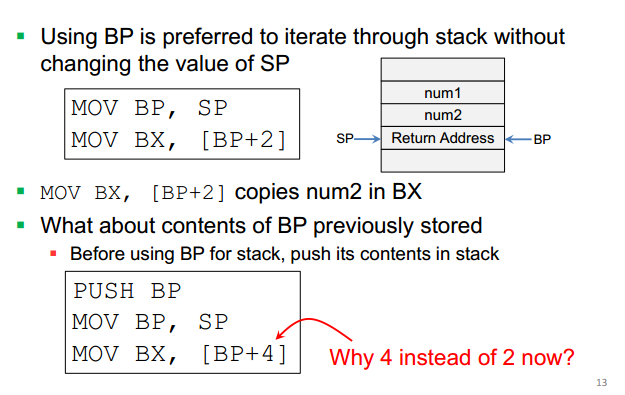 Using BP is preferred to iterate through stack without
changing the value of SP
MOV BP, SP
MOV BX, [BP+2]
num1
num2
SP
Return Address
BP
MOV BX, [BP+2] copies num2 in BX
What about contents of BP previously stored
Before using BP for stack, push its contents in stack
PUSH BP
MOV BP, SP
MOV BX, [BP+4]
Why 4 instead of 2 now?
13